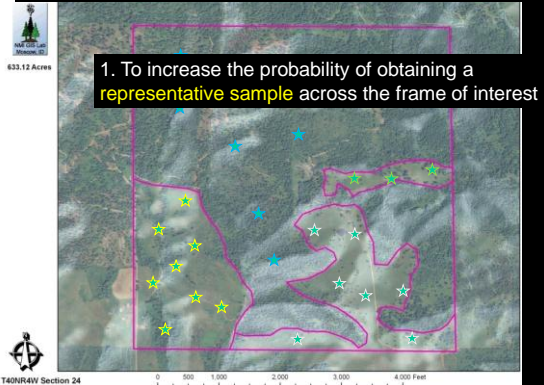 NMI GIS Lab
Moscow, ID
633.12 Acres
1. To increase the probability of obtaining a
representative sample across the frame of interest
T40NR4W Section 24
0 500 1,000 2,000 3,000 4,000 Feet